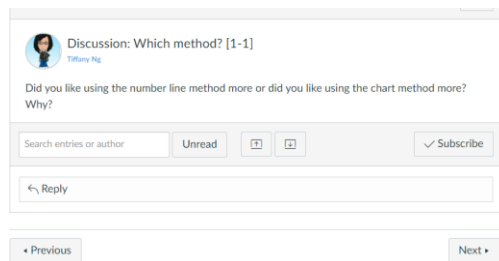 Discussion: Which method? [1-1]
Tiffany Ng
Did you like using the number line method more or did you like using the chart method more?
Why?
Search entries or author
Unread
Subscribe
Reply
Previous
Next